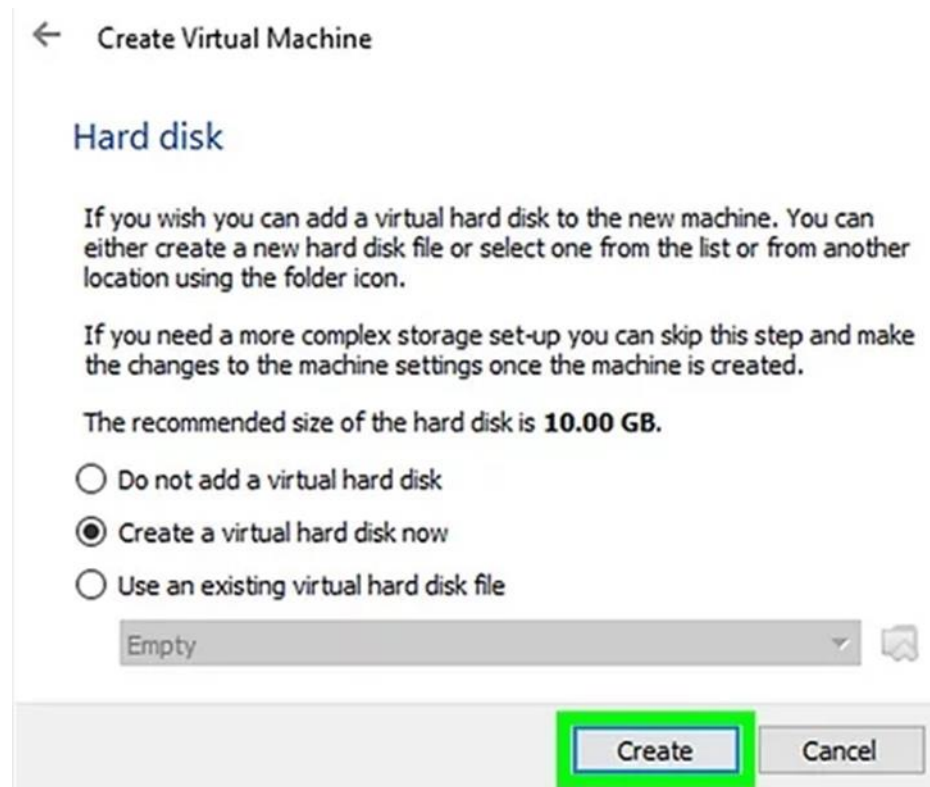 Create Virtual Machine
Hard disk
If you wish you can add a virtual hard disk to the new machine. You can
either create a new hard disk file or select one from the list or from another
location using the folder icon.
If you need a more complex storage set-up you can skip this step and make
the changes to the machine settings once the machine is created.
The recommended size of the hard disk is 10.00 GB.
Do not add a virtual hard disk
Create a virtual hard disk now
Use an existing virtual hard disk file
Empty
Create Cancel